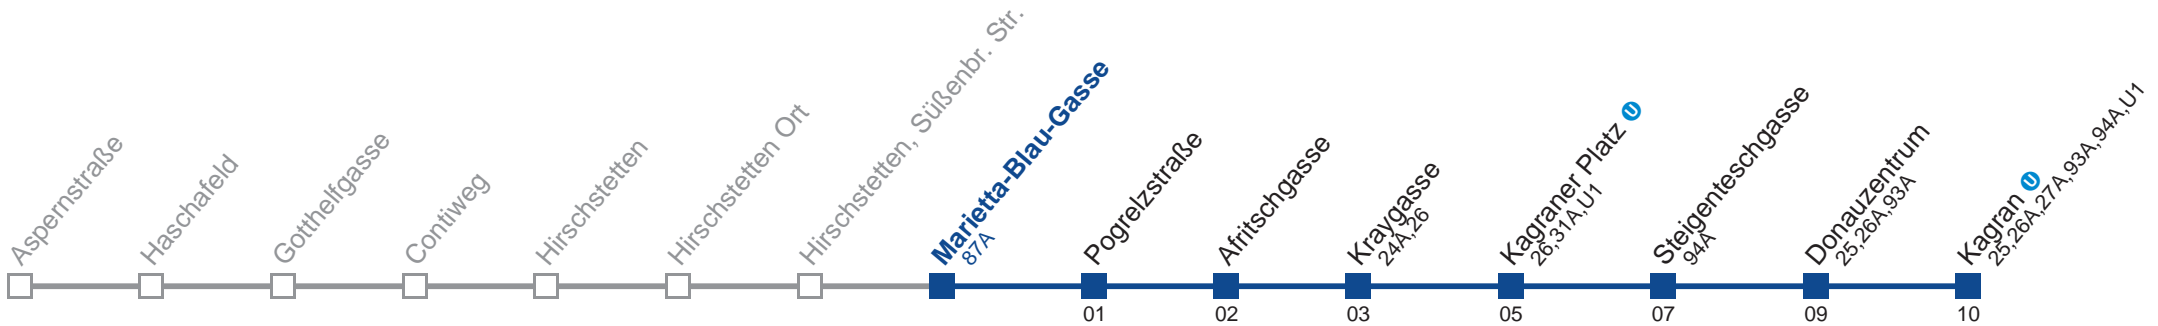 Aspernstraße
Haschafeld
Gotthelfgasse
Contiweg
Hirschstetten
Hirschstetten Ort
Hirschstetten, Süßenbr. Str.
Marietta-Blau-Gasse
87A
Pogrelzstraße
Afritschgasse
Kraygasse
24A,26
Kagraner Platz U
26,31A,U1
Steigenteschgasse
94A
Donauzentrum
25,26A,93A
Kagran U
25,26A,27A,93A,94A,U1
01 02 03 05 07 09 10